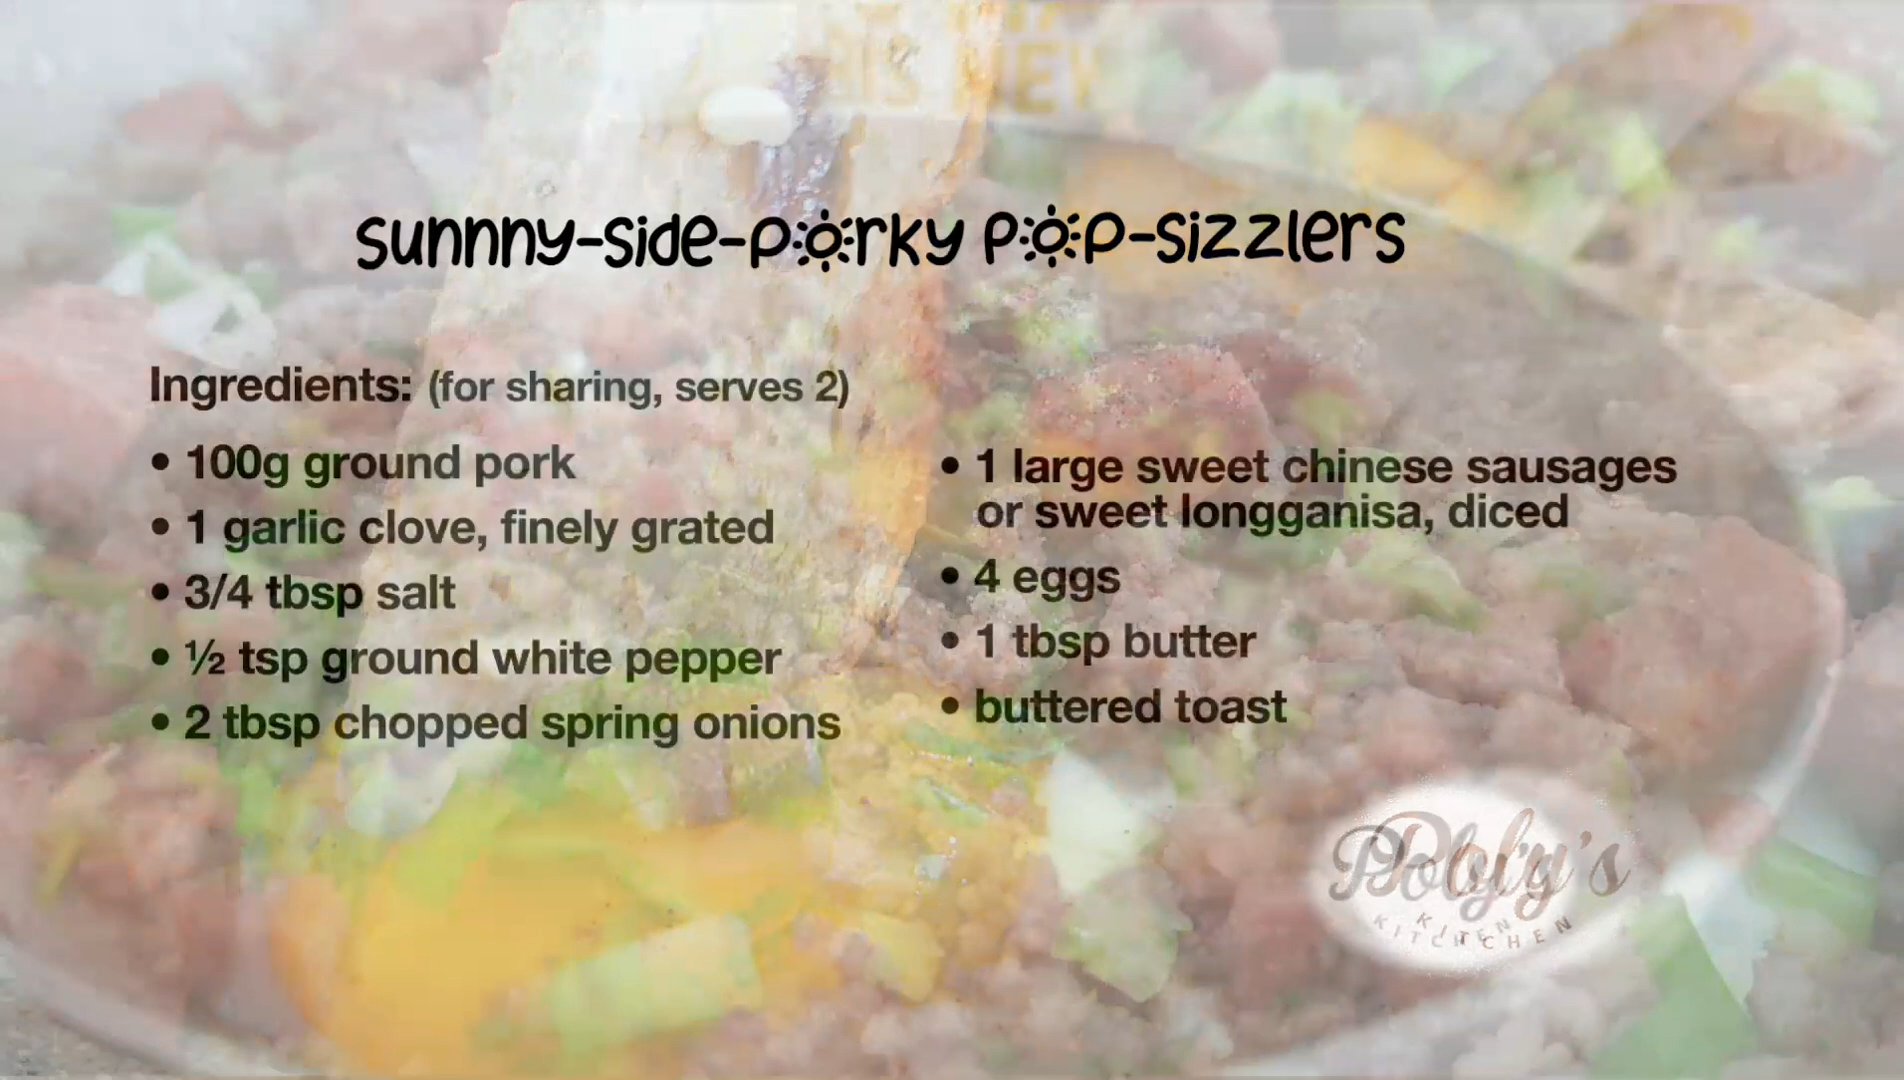 sunnny-side-porky pop-sizzlers
Ingredients: (for sharing, serves 2)
• 100g ground pork
• 1 garlic clove, finely grated
• 3/4 tbsp salt
• ½ tsp ground white pepper
• 2 tbsp chopped spring onions
• 1 large sweet chinese sausages
or sweet longganisa, diced
• 4 eggs
• 1 tbsp butter
• buttered toast
KITCHEN